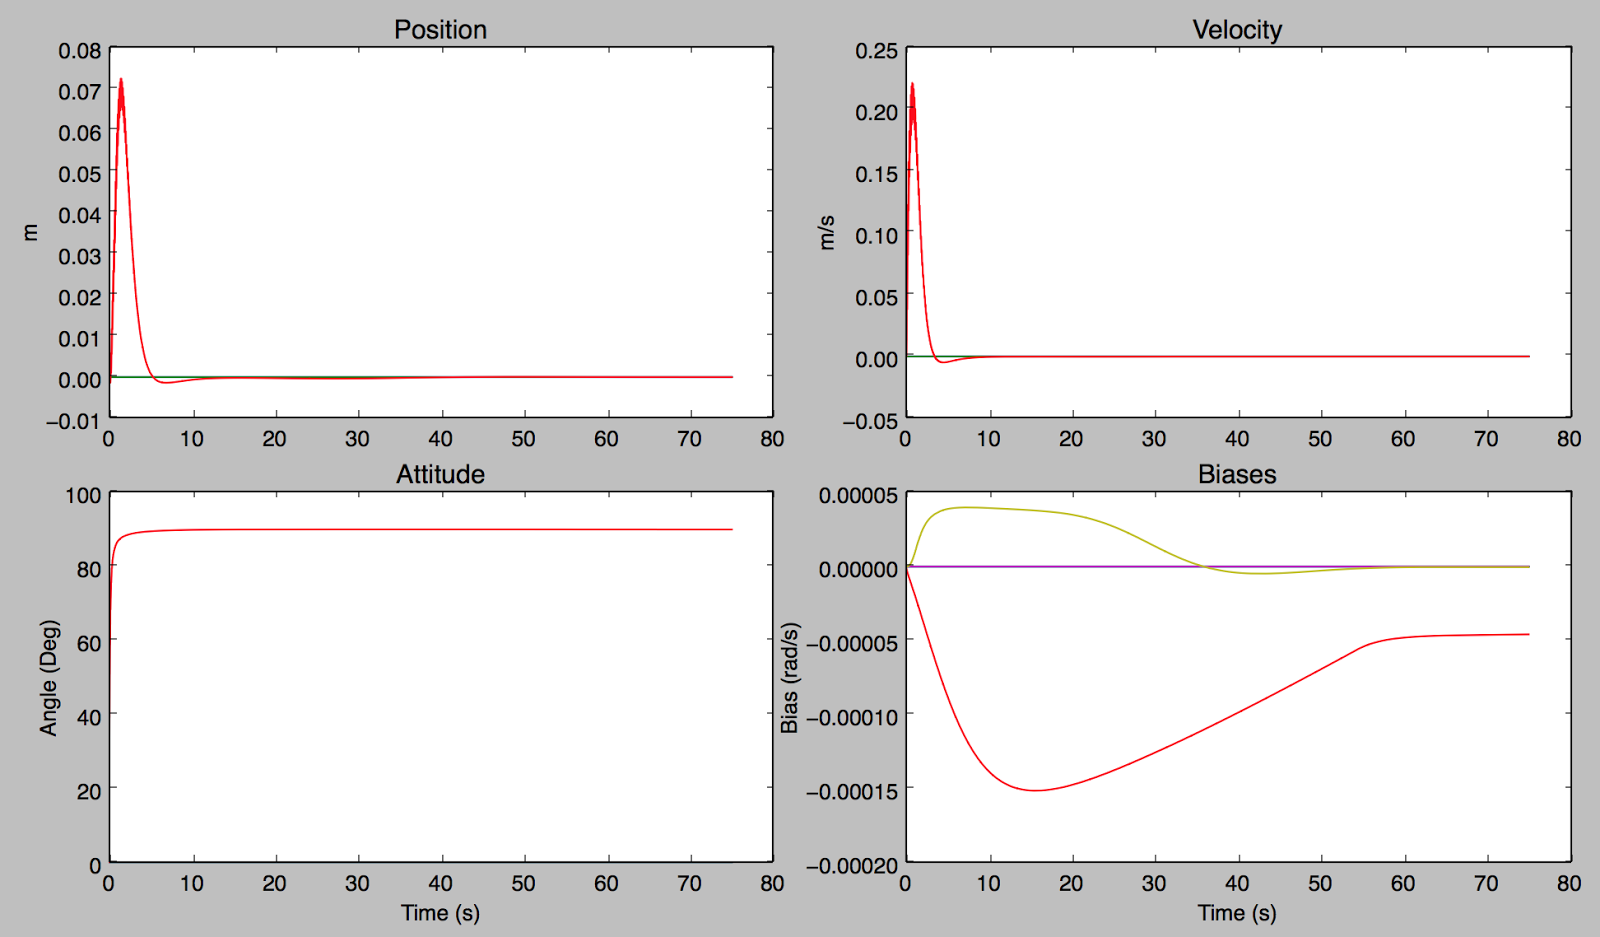 Position
0.08
0.07
0.06
0.05
0.04
0.03
0.02
0.01
0.00
−0.01
m
0 10 20 30 40 50 60 70 80
Velocity
0.25
0.20
0.15
0.10
0.05
0.00
−0.05
m/s
0 10 20 30 40 50 60 70 80
Attitude
100
80
60
40
20
0
Angle (Deg)
0 10 20 30 40 50 60 70 80
Time (s)
Biases
0.00005
0.00000
−0.00005
−0.00010
−0.00015
−0.00020
Bias (rad/s)
0 10 20 30 40 50 60 70 80
Time (s)